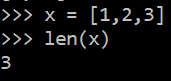 >>> x = [1,2,3]
>>> len(x)
3